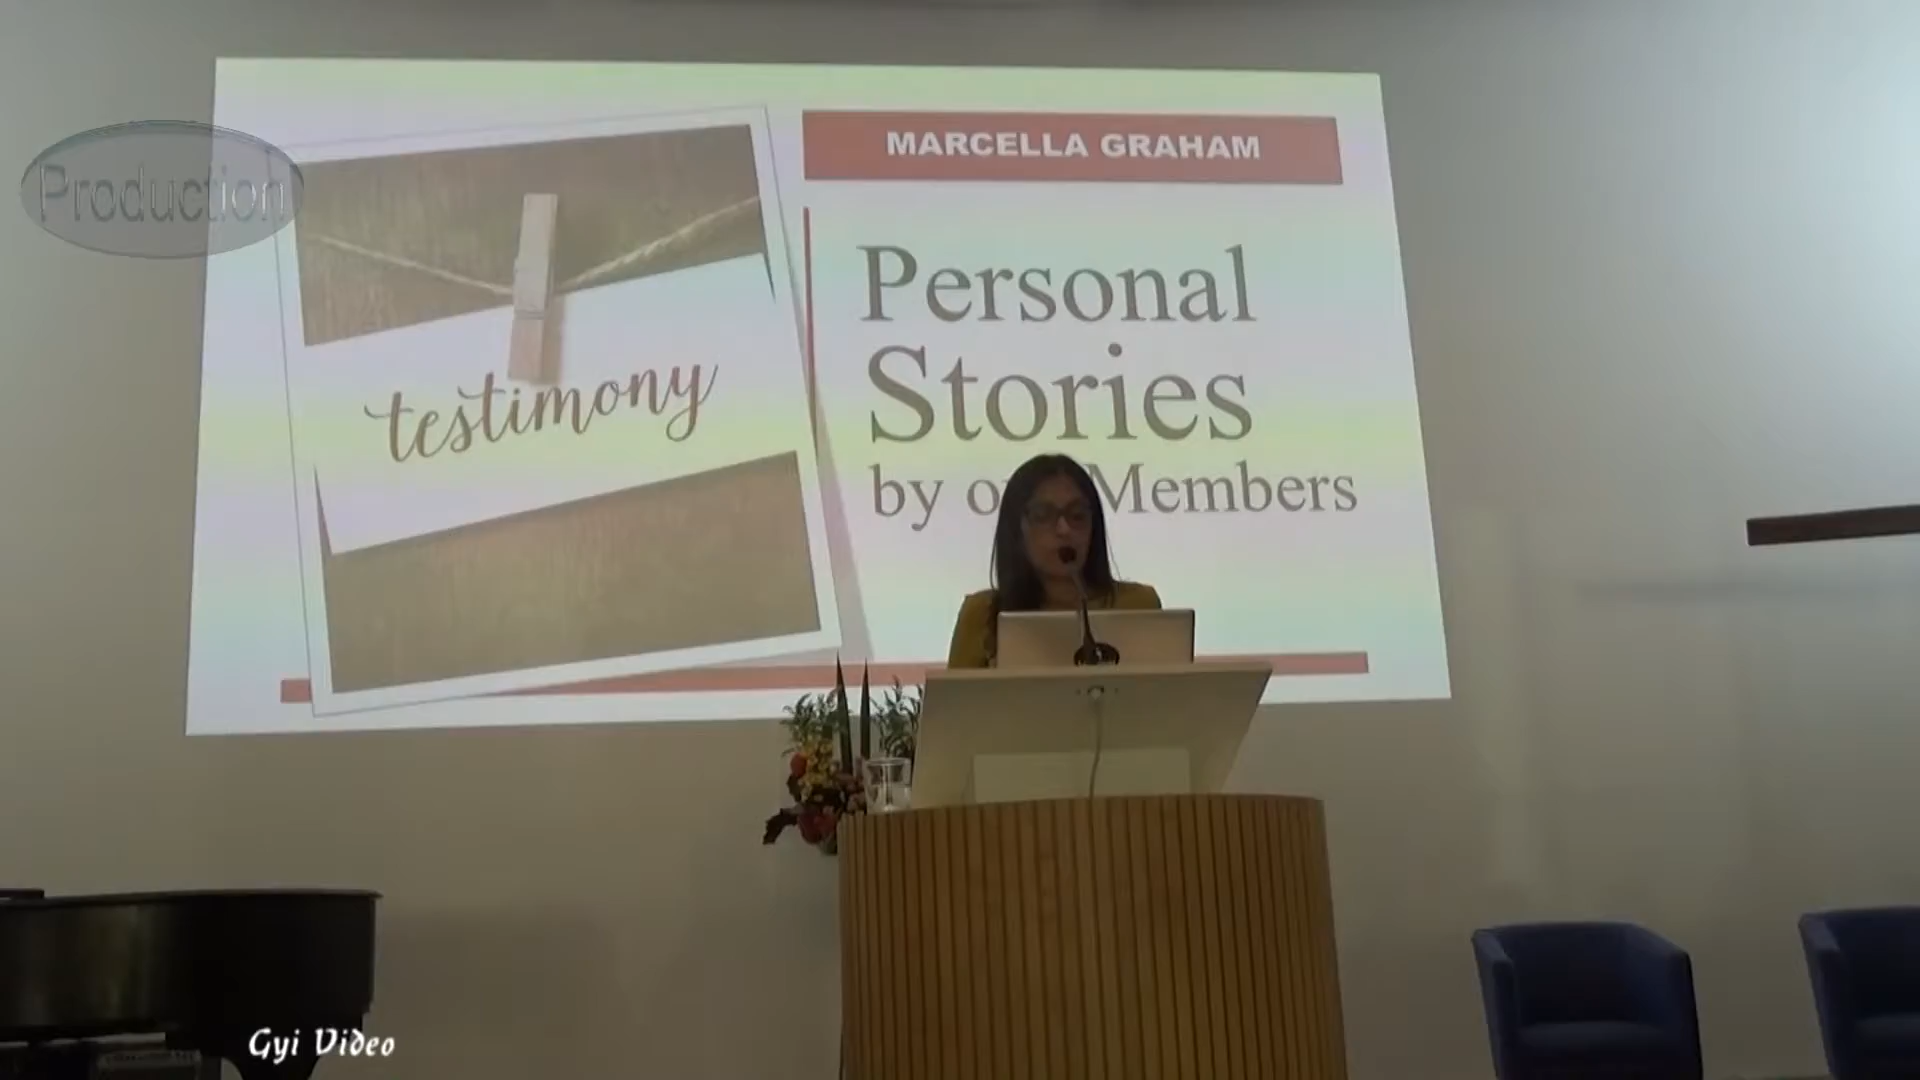 Production
MARCELLA GRAHAM
testimony
Personal
Stories
by Members
Gyi Video